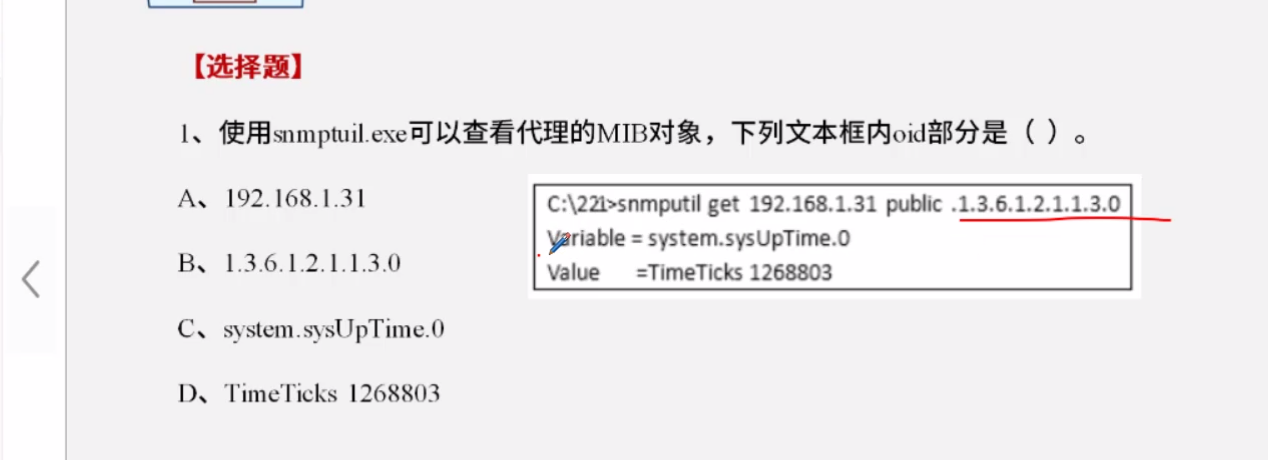 【选择题】
1、使用snmptuil.exe可以查看代理的MIB对象，下列文本框内oid部分是（ ）。
A、192.168.1.31
B、1.3.6.1.2.1.1.3.0
C、system.sysUpTime.0
D、TimeTicks 1268803
C:\221>snmputil get 192.168.1.31 public .1.3.6.1.2.1.1.3.0
Variable = system.sysUpTime.0
Value =TimeTicks 1268803